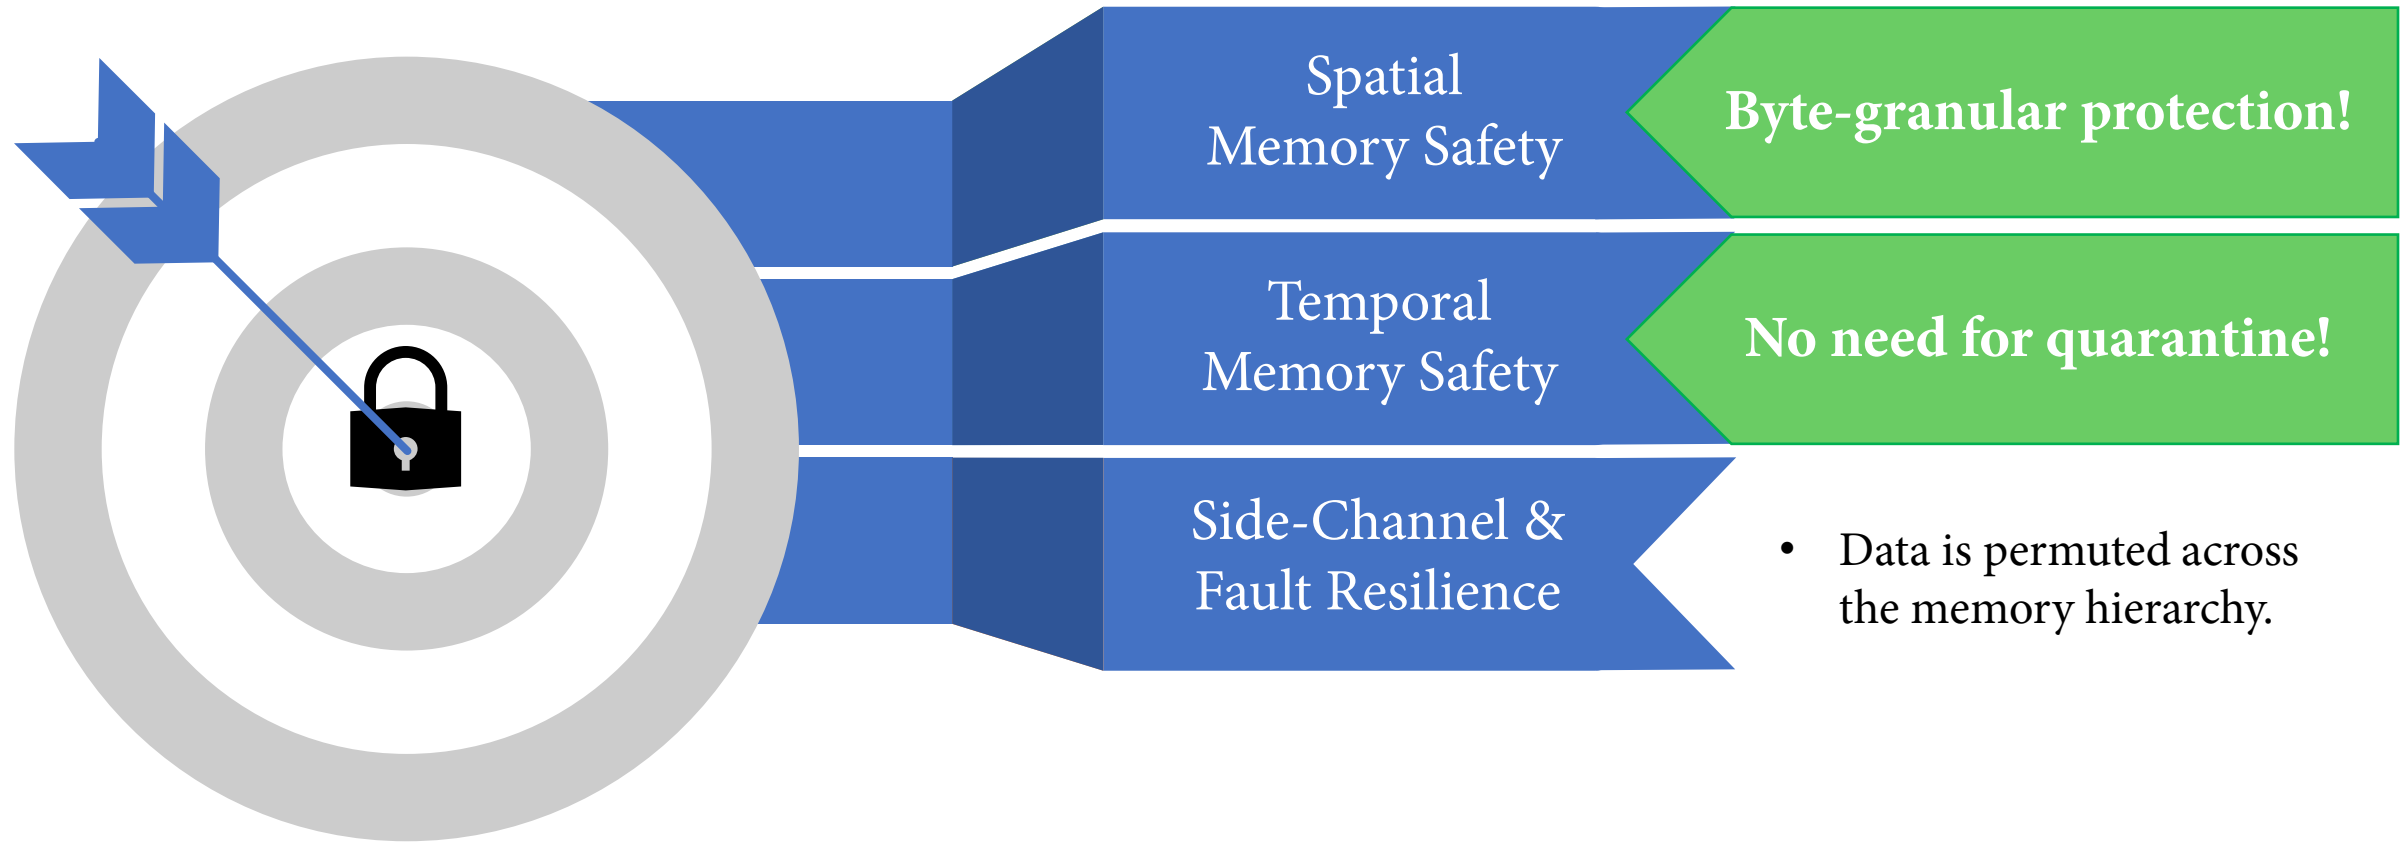 Spatial
Memory Safety
Byte-granular protection!
Temporal
Memory Safety
No need for quarantine!
Side-Channel &
Fault Resilience
• Data is permuted across
the memory hierarchy.